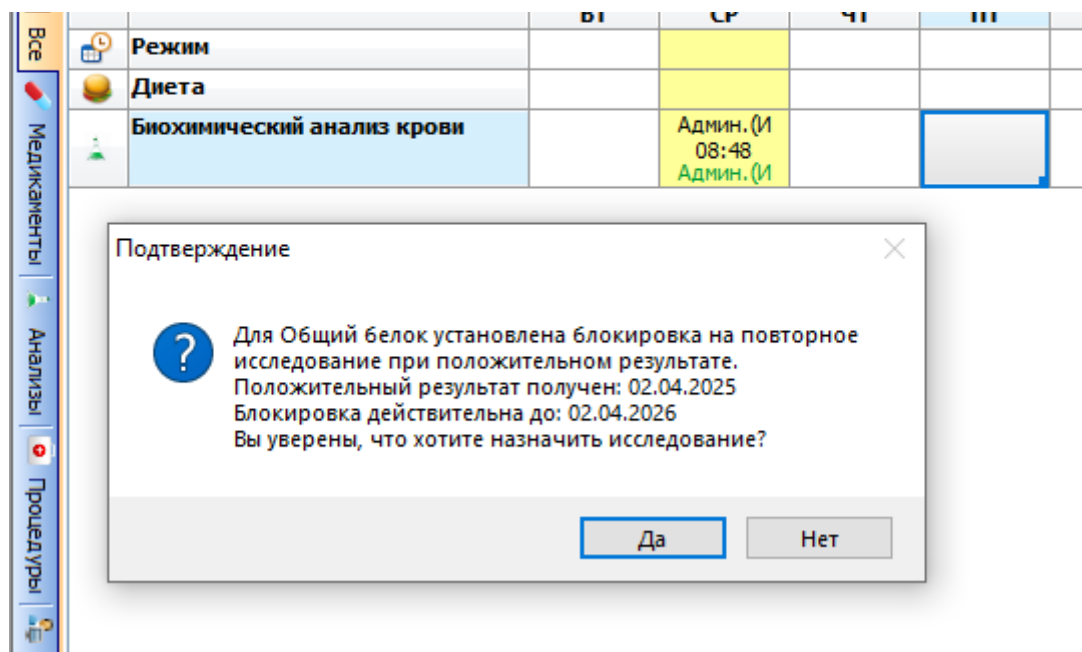 ВТ СР ЧТ ПТ
Все
Режим
Диета
Биохимический анализ крови
Админ.(И
08:48
Админ.(И
Медикаменты
Анализы
Процедуры
Подтверждение
Для Общий белок установлена блокировка на повторное
исследование при положительном результате.
Положительный результат получен: 02.04.2025
Блокировка действительна до: 02.04.2026
Вы уверены, что хотите назначить исследование?
Да
Нет